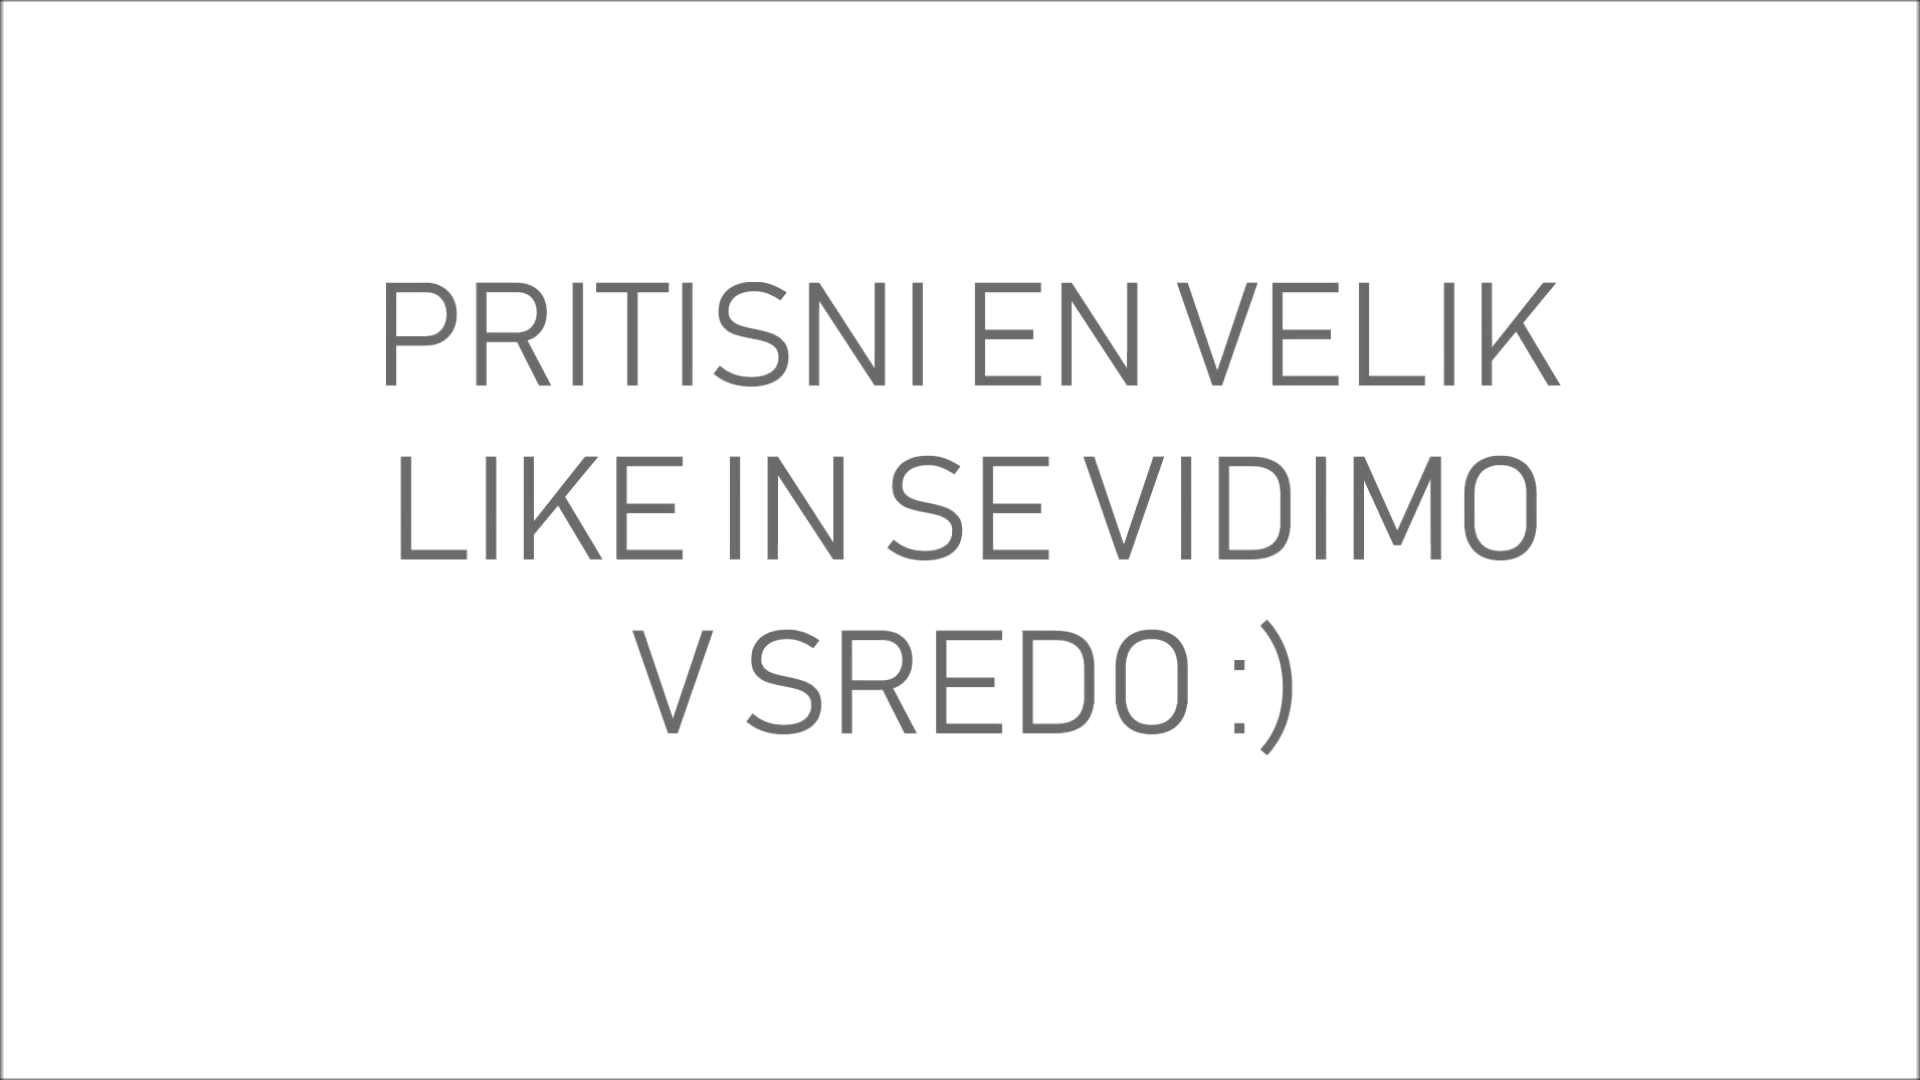 PRITISNI EN VELIK
LIKE IN SE VIDIMO
V SREDO :)